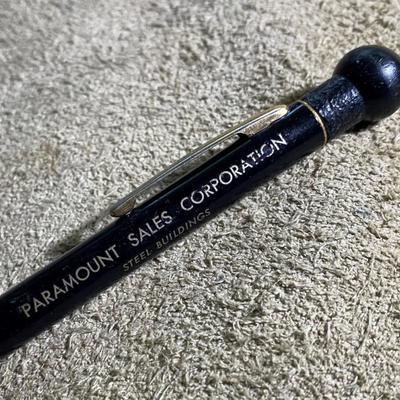 PARAMOUNT SALES CORPORATION
STEEL BUILDINGS